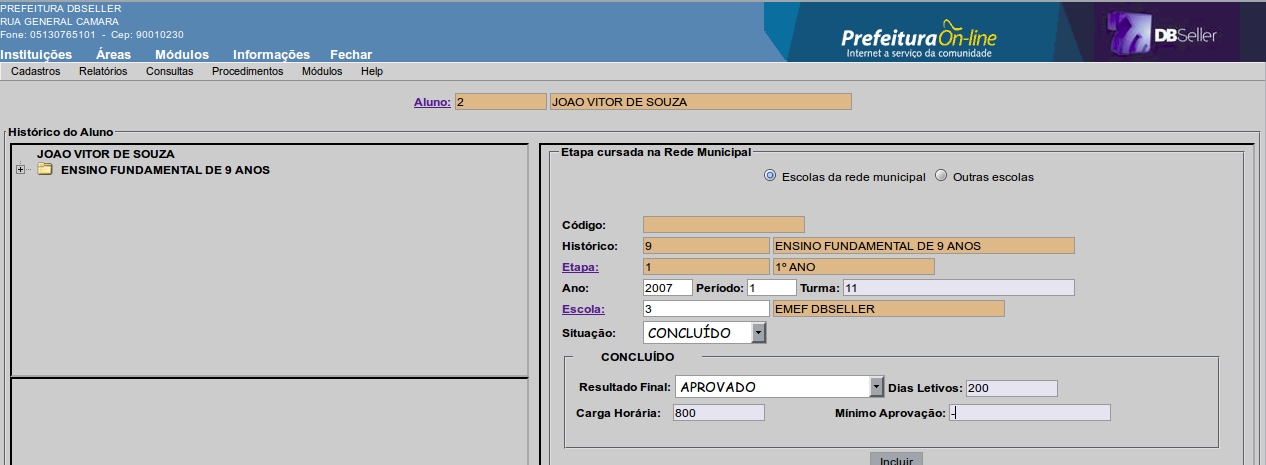 PREFEITURA DBSELLER
RUA GENERAL CAMARA
Fone: 05130765101 - Cep: 90010230
PrefeituraOn-line
Internet a serviço da comunidade
DBSeller
Instituições Áreas Módulos Informações Fechar
Cadastros Relatórios Consultas Procedimentos Módulos Help
Aluno: 2 JOAO VITOR DE SOUZA
Histórico do Aluno
JOAO VITOR DE SOUZA
ENSINO FUNDAMENTAL DE 9 ANOS
Etapa cursada na Rede Municipal
Escolas da rede municipal Outras escolas
Código:
Histórico: 9 ENSINO FUNDAMENTAL DE 9 ANOS
Etapa: 1 1º ANO
Ano: 2007 Período: 1 Turma: 11
Escola: 3 EMEF DBSELLER
Situação: CONCLUÍDO
CONCLUÍDO
Resultado Final: APROVADO Dias Letivos: 200
Carga Horária: 800 Mínimo Aprovação: -
Incluir